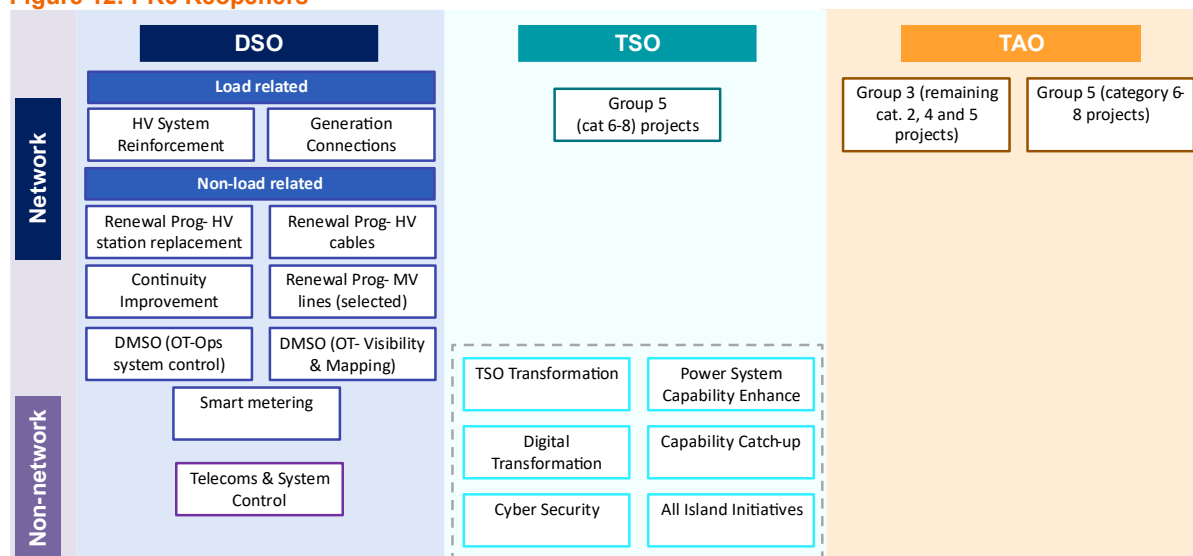 Figure 12: PR6 Reopeners
DSO
TSO
TAO
Network
Load related
HV System
Reinforcement
Generation
Connections
Group 5
(cat 6-8) projects
Group 3 (remaining
cat. 2, 4 and 5
projects)
Group 5 (category 6-
8 projects)
Non-load related
Renewal Prog- HV
station replacement
Renewal Prog- HV
cables
Continuity
Improvement
Renewal Prog- MV
lines (selected)
DMSO (OT-Ops
system control)
DMSO (OT- Visibility
& Mapping)
Smart metering
Non-network
Telecoms & System
Control
TSO Transformation
Power System
Capability Enhance
Digital
Transformation
Capability Catch-up
Cyber Security
All Island Initiatives